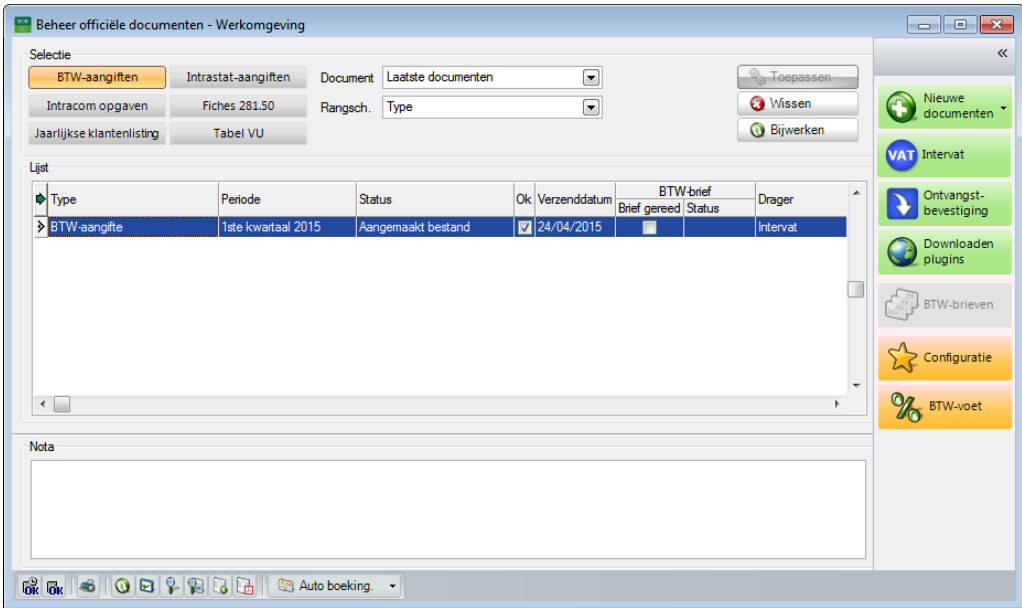 Beheer officiële documenten - Werkomgeving
Selectie
BTW-aangiften Intrastat-aangiften Document Laatste documenten Toepassen
Intracom opgaven Fiches 281.50 Rangsch. Type Wissen
Jaarlijkse klantenlisting Tabel VU Bijwerken
Lijst
Type Periode Status Ok Verzenddatum BTW-brief Drager
Brief gereed Status
BTW-aangifte 1ste kwartaal 2015 Aangemaakt bestand 24/04/2015 Intervat
Nota
OK OK Auto boeking.
«
Nieuwe
documenten
VAT Intervat
Ontvangst-
bevestiging
Downloaden
plugins
BTW-brieven
Configuratie
BTW-voet